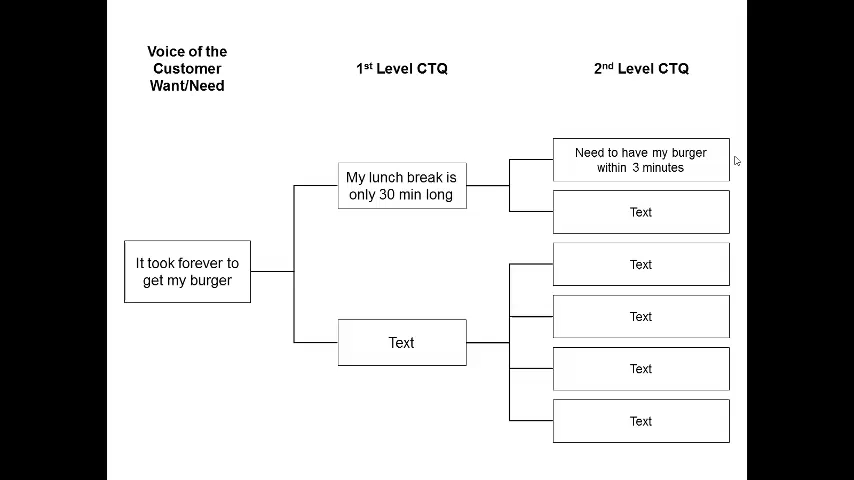 Voice of the
Customer
Want/Need
1st Level CTQ
2nd Level CTQ
Need to have my burger
within 3 minutes
My lunch break is
only 30 min long
Text
Text
It took forever to
get my burger
Text
Text
Text
Text